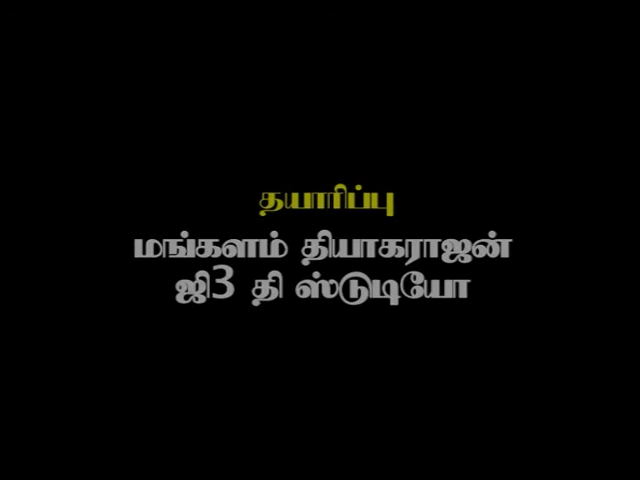 தயாரிப்பு
மங்களம் தியாகராஜன்
ஜி3 தி ஸ்டுடியோ